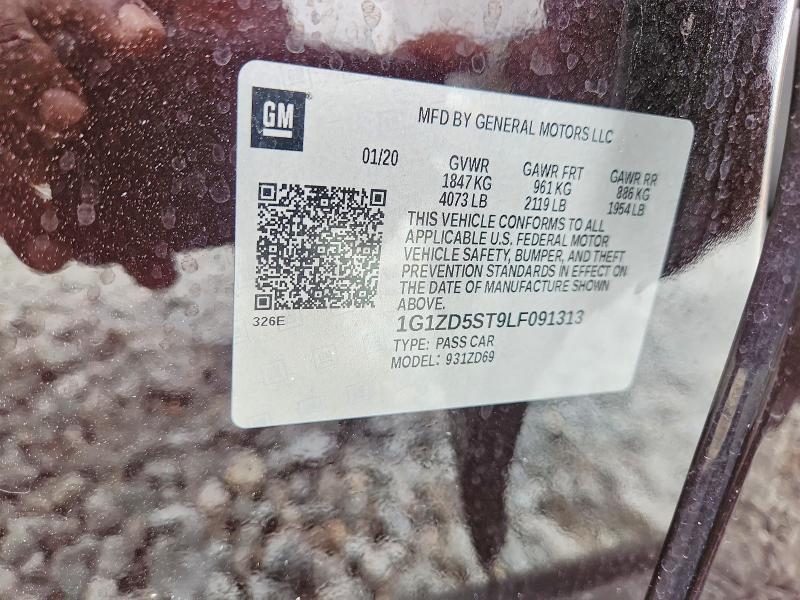 GM
MFD BY GENERAL MOTORS LLC
01/20
GVWR GAWR FRT GAWR RR
1847 KG 961 KG 886 KG
4073 LB 2119 LB 1954 LB
THIS VEHICLE CONFORMS TO ALL
APPLICABLE U.S. FEDERAL MOTOR
VEHICLE SAFETY, BUMPER, AND THEFT
PREVENTION STANDARDS IN EFFECT ON
THE DATE OF MANUFACTURE SHOWN
ABOVE.
326E
1G1ZD5ST9LF091313
TYPE: PASS CAR
MODEL: 931ZD69